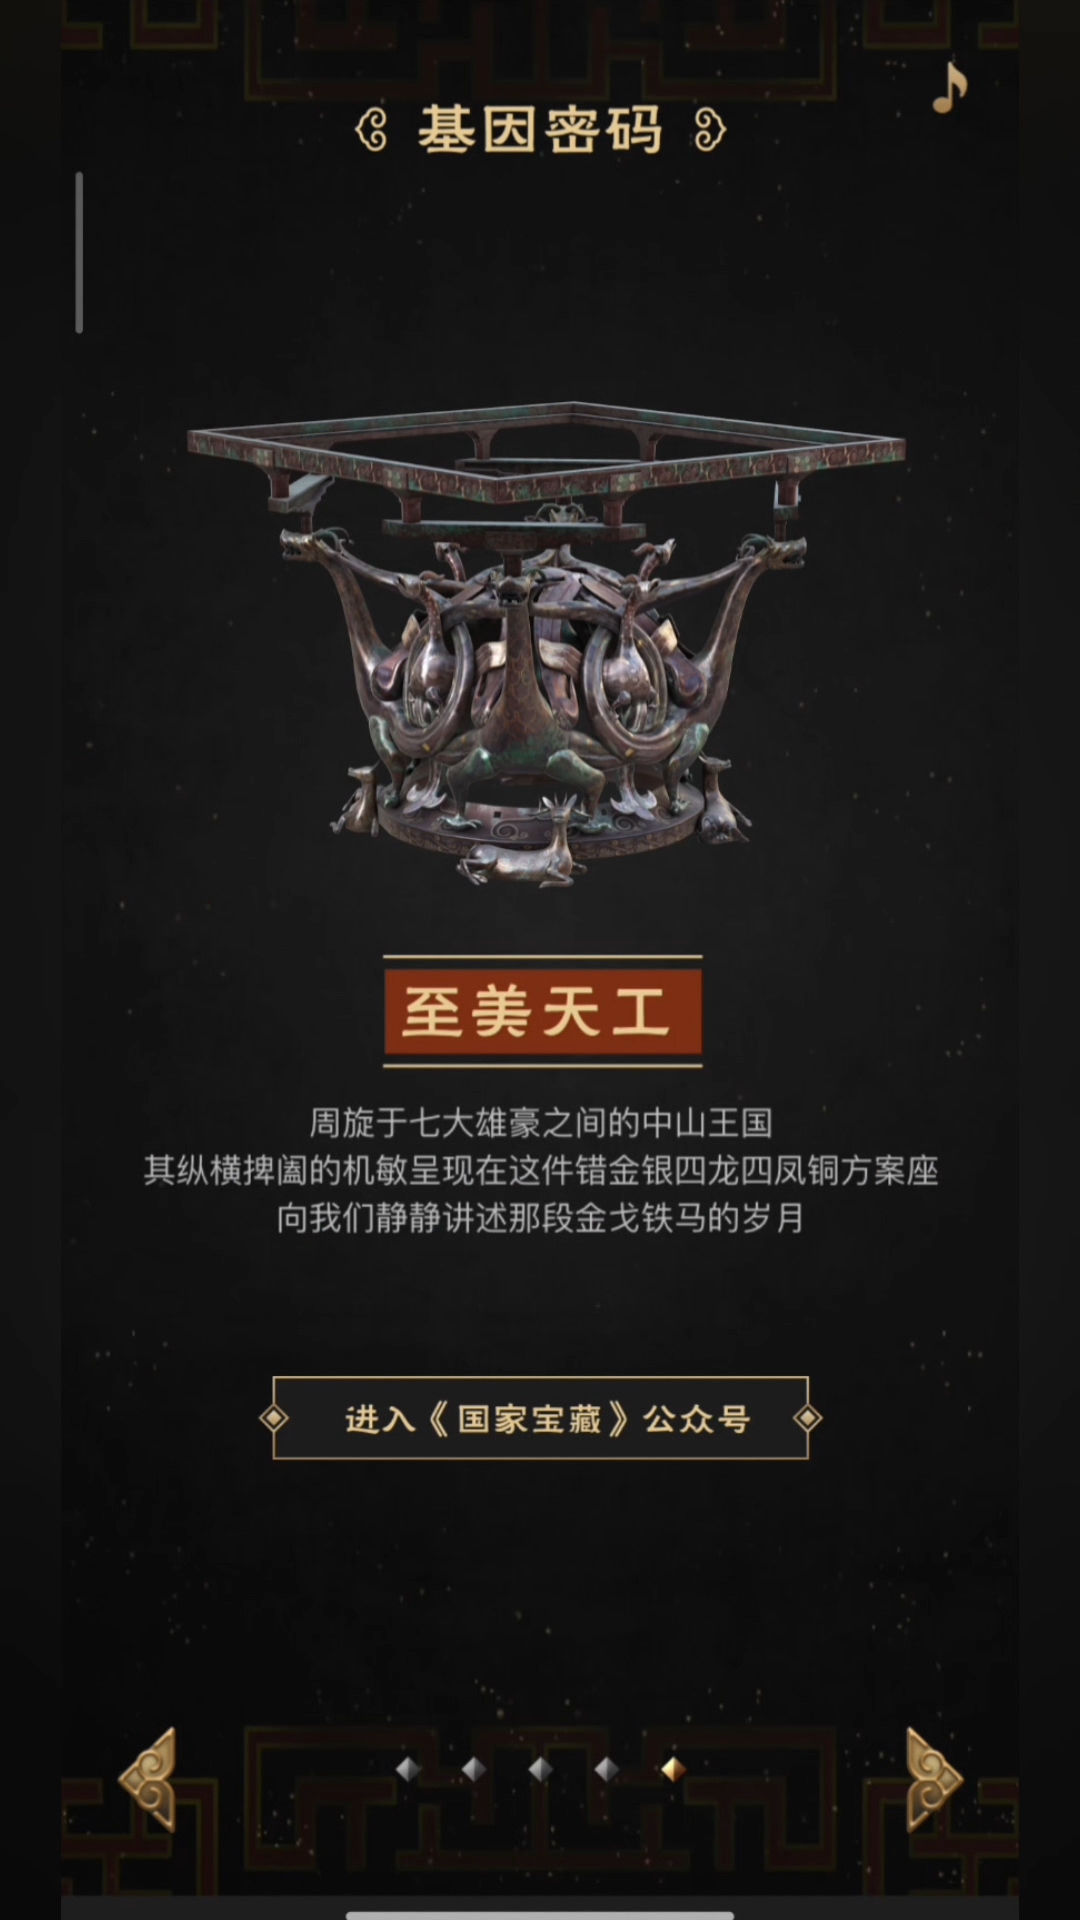 基因密码
至美天工
周旋于七大雄豪之间的中山王国
其纵横捭阖的机敏呈现在这件错金银四龙四凤铜方案座
向我们静静讲述那段金戈铁马的岁月
进入《国家宝藏》公众号